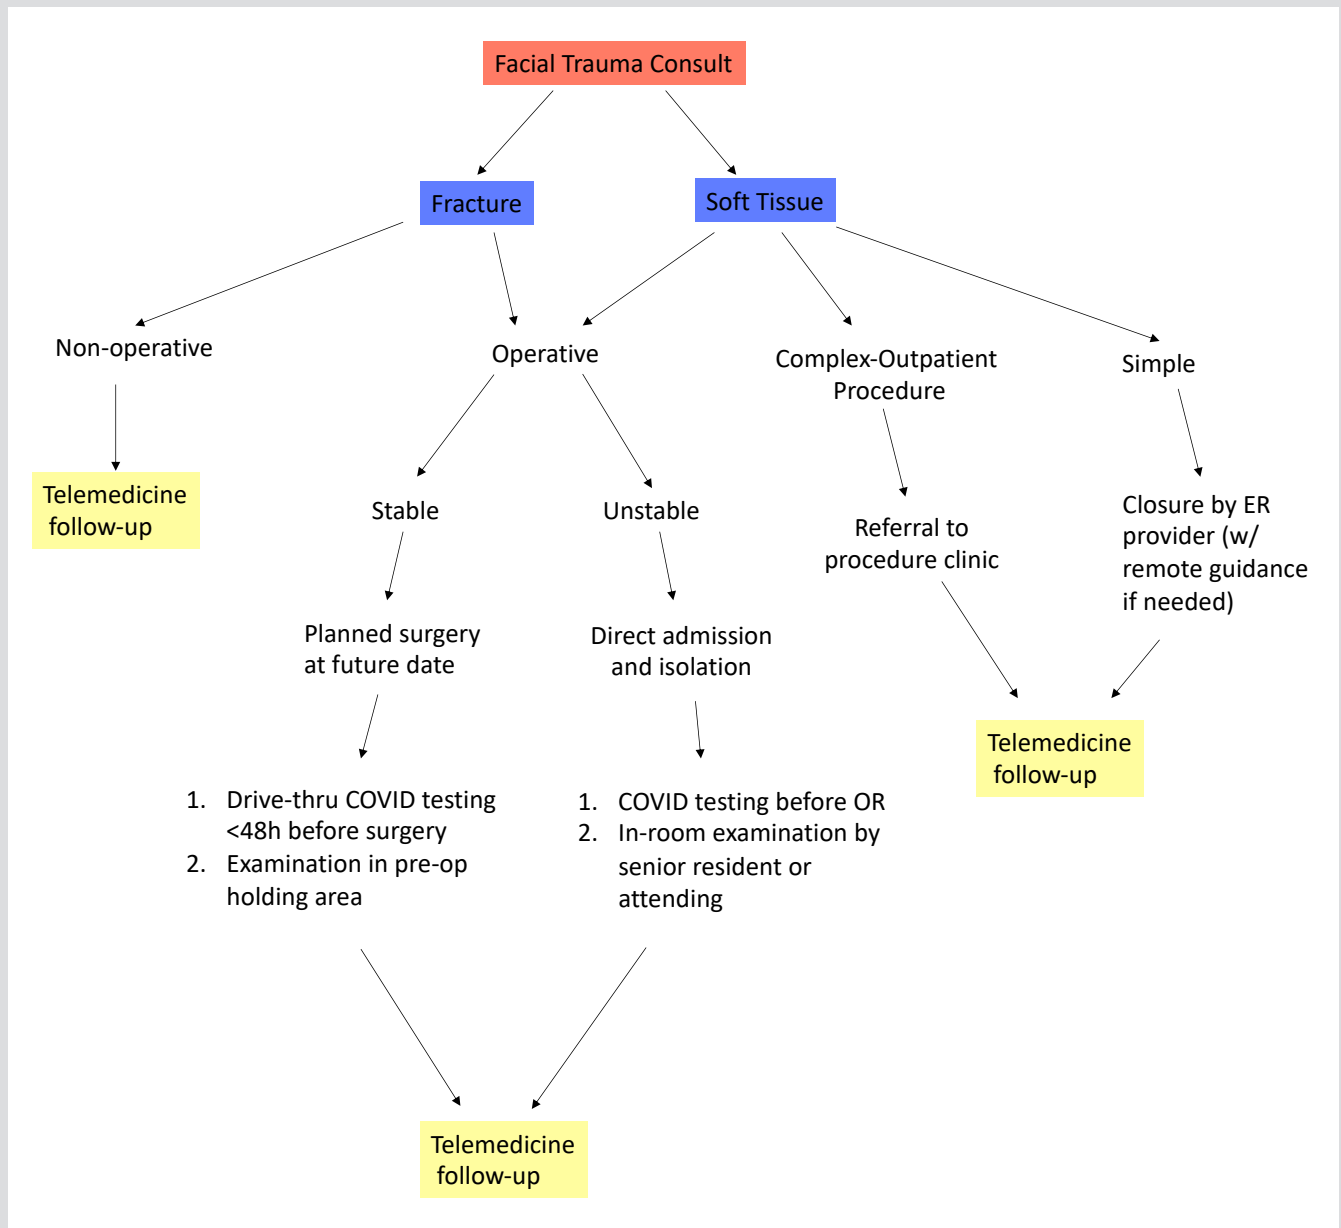 Facial Trauma Consult
Fracture
Soft Tissue
Non-operative
Operative
Complex-Outpatient
Procedure
Simple
Telemedicine
follow-up
Stable
Unstable
Referral to
procedure clinic
Closure by ER
provider (w/
remote guidance
if needed)
Planned surgery
at future date
Direct admission
and isolation
Telemedicine
follow-up
1. Drive-thru COVID testing
<48h before surgery
2. Examination in pre-op
holding area
1. COVID testing before OR
2. In-room examination by
senior resident or
attending
Telemedicine
follow-up